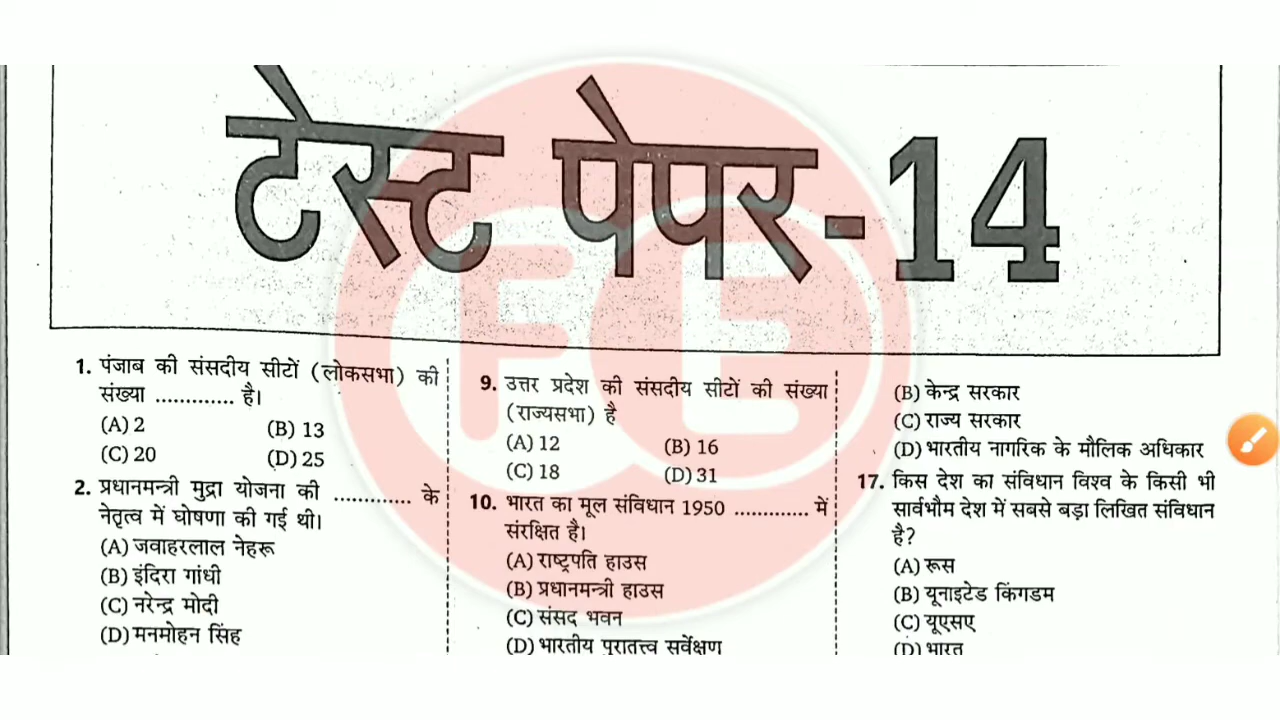 टेस्ट पेपर-14
1. पंजाब की संसदीय सीटों (लोकसभा) की
संख्या ............. है।
(A) 2 (B) 13
(C) 20 (D) 25
2. प्रधानमन्त्री मुद्रा योजना की ............. के
नेतृत्व में घोषणा की गई थी।
(A) जवाहरलाल नेहरू
(B) इंदिरा गांधी
(C) नरेन्द्र मोदी
(D) मनमोहन सिंह
9. उत्तर प्रदेश की संसदीय सीटों की संख्या
(राज्यसभा) है
(A) 12 (B) 16
(C) 18 (D) 31
10. भारत का मूल संविधान 1950 ............. में
संरक्षित है।
(A) राष्ट्रपति हाउस
(B) प्रधानमन्त्री हाउस
(C) संसद भवन
(D) भारतीय पुरातत्त्व सर्वेक्षण
(B) केन्द्र सरकार
(C) राज्य सरकार
(D) भारतीय नागरिक के मौलिक अधिकार
17. किस देश का संविधान विश्व के किसी भी
सार्वभौम देश में सबसे बड़ा लिखित संविधान
है?
(A) रूस
(B) यूनाइटेड किंगडम
(C) यूएसए
(D) भारत
FE